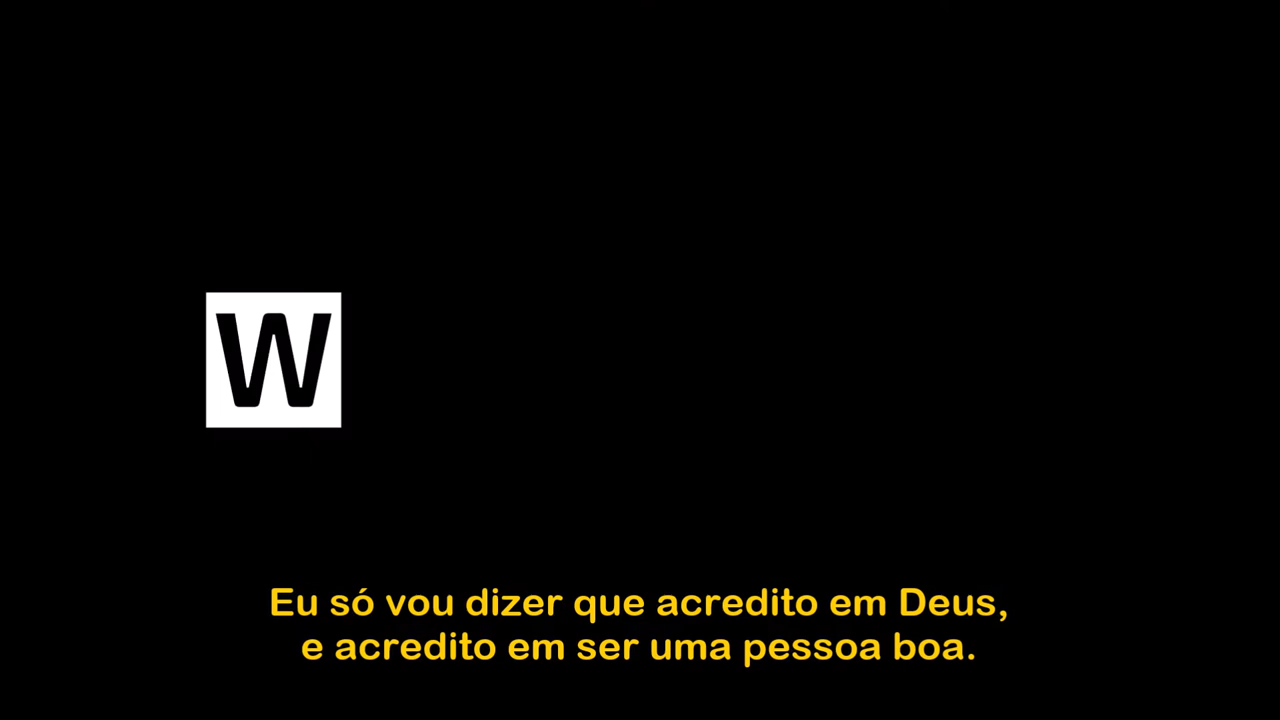 W
Eu só vou dizer que acredito em Deus,
e acredito em ser uma pessoa boa.